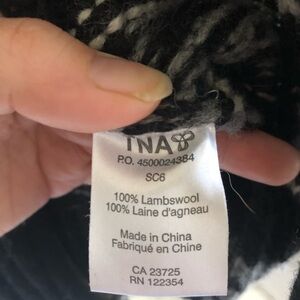 TNA
P.O. 4500024384
SC6
100% Lambswool
100% Laine d'agneau
Made in China
Fabriqué en Chine
CA 23725
RN 122354